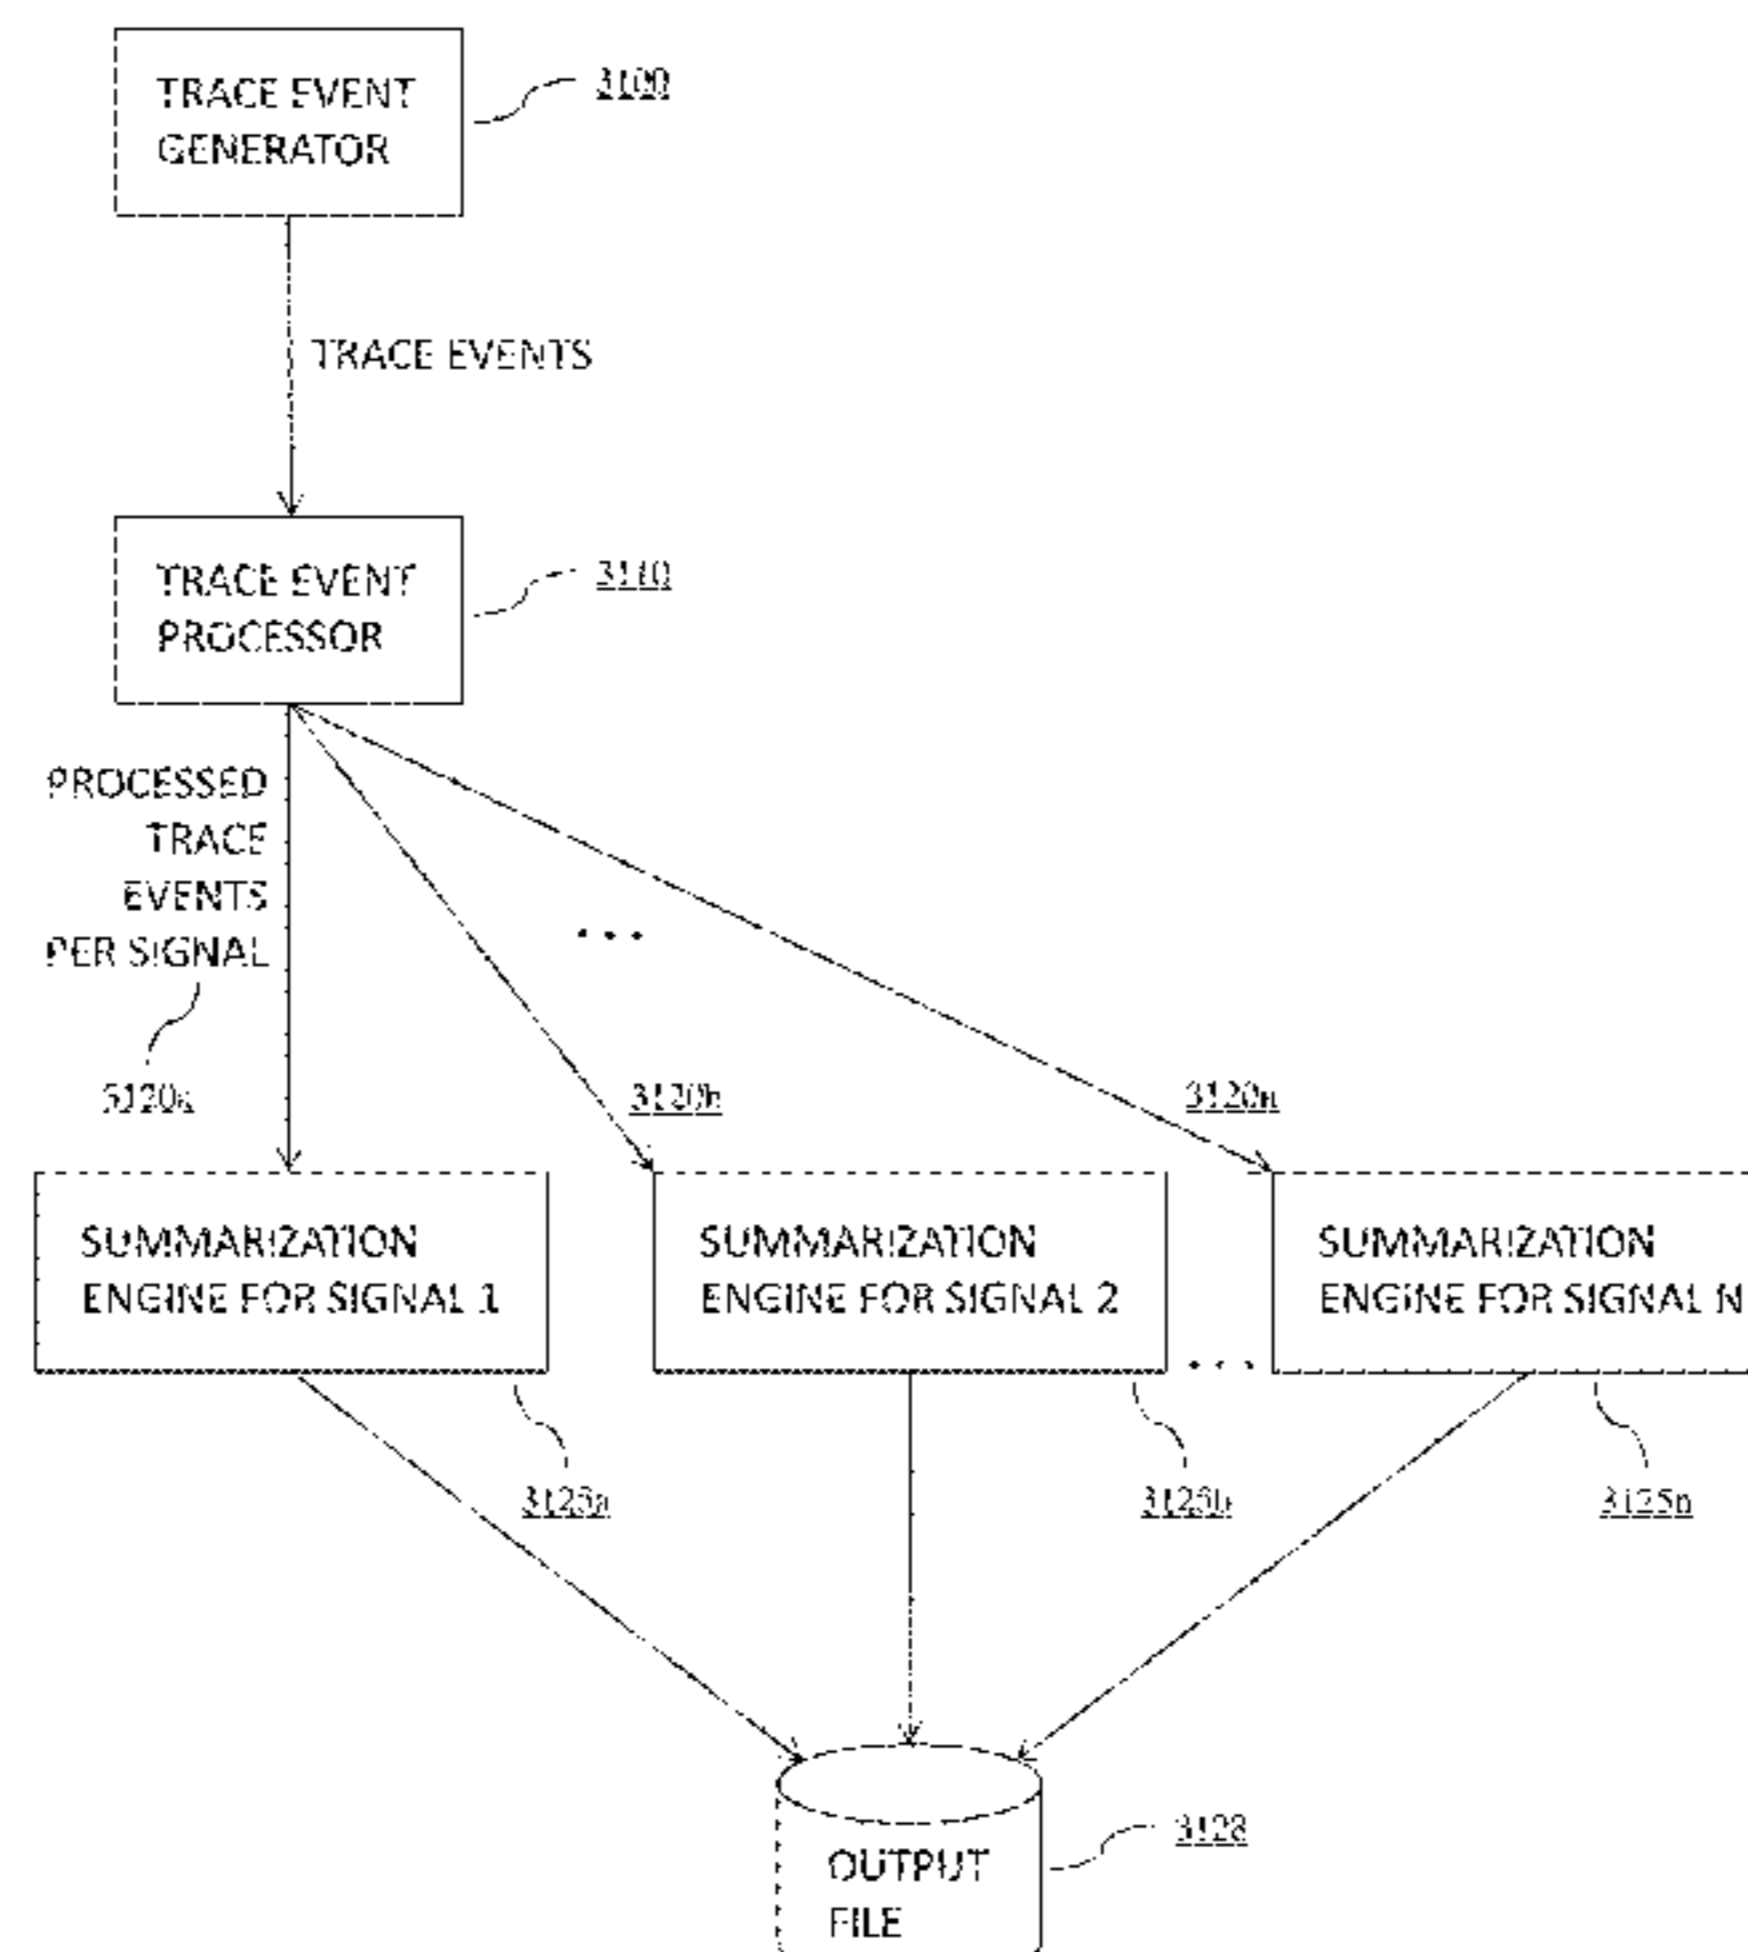 TRACE EVENT
GENERATOR
3100
TRACE EVENTS
TRACE EVENT
PROCESSOR
3110
PROCESSED
TRACE
EVENTS
PER SIGNAL
. . .
3120a
3120b
3120n
SUMMARIZATION
ENGINE FOR SIGNAL 1
SUMMARIZATION
ENGINE FOR SIGNAL 2
. . .
SUMMARIZATION
ENGINE FOR SIGNAL N
3125a
3125b
3125n
OUTPUT
FILE
3128